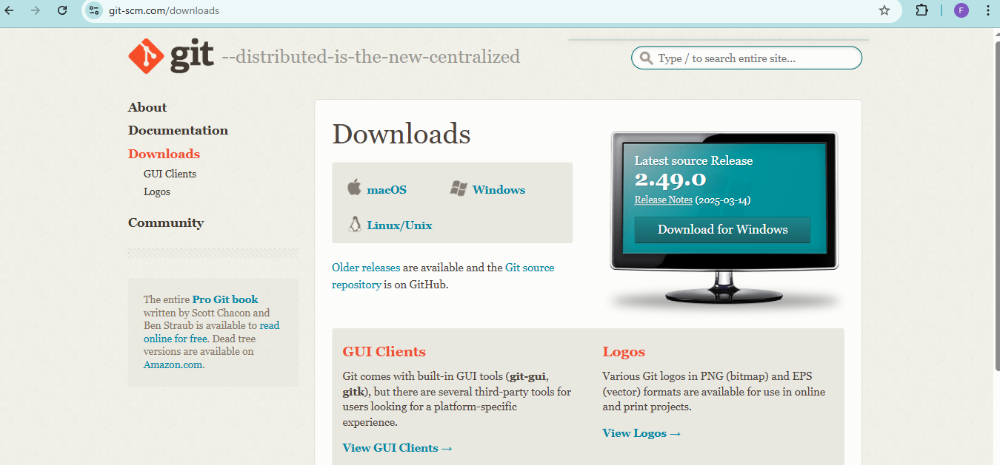 git-scm.com/downloads
F
git --distributed-is-the-new-centralized
Type / to search entire site...
About
Documentation
Downloads
GUI Clients
Logos
Community
The entire Pro Git book
written by Scott Chacon and
Ben Straub is available to read
online for free. Dead tree
versions are available on
Amazon.com.
Downloads
macOS
Windows
Linux/Unix
Older releases are available and the Git source
repository is on GitHub.
Latest source Release
2.49.0
Release Notes (2025-03-14)
Download for Windows
GUI Clients
Git comes with built-in GUI tools (git-gui,
gitk), but there are several third-party tools for
users looking for a platform-specific
experience.
View GUI Clients →
Logos
Various Git logos in PNG (bitmap) and EPS
(vector) formats are available for use in online
and print projects.
View Logos →